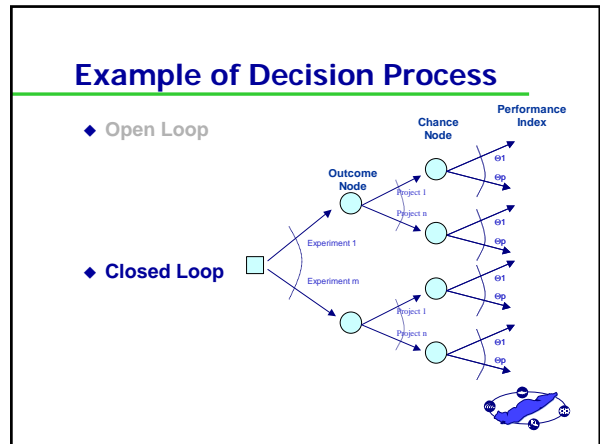 Example of Decision Process
◆ Open Loop
Chance
Node
Performance
Index
Outcome
Node
Θ1
Θp
Project 1
Project n
Θ1
Θp
Experiment 1
◆ Closed Loop
Experiment m
Θ1
Θp
Project 1
Project n
Θ1
Θp